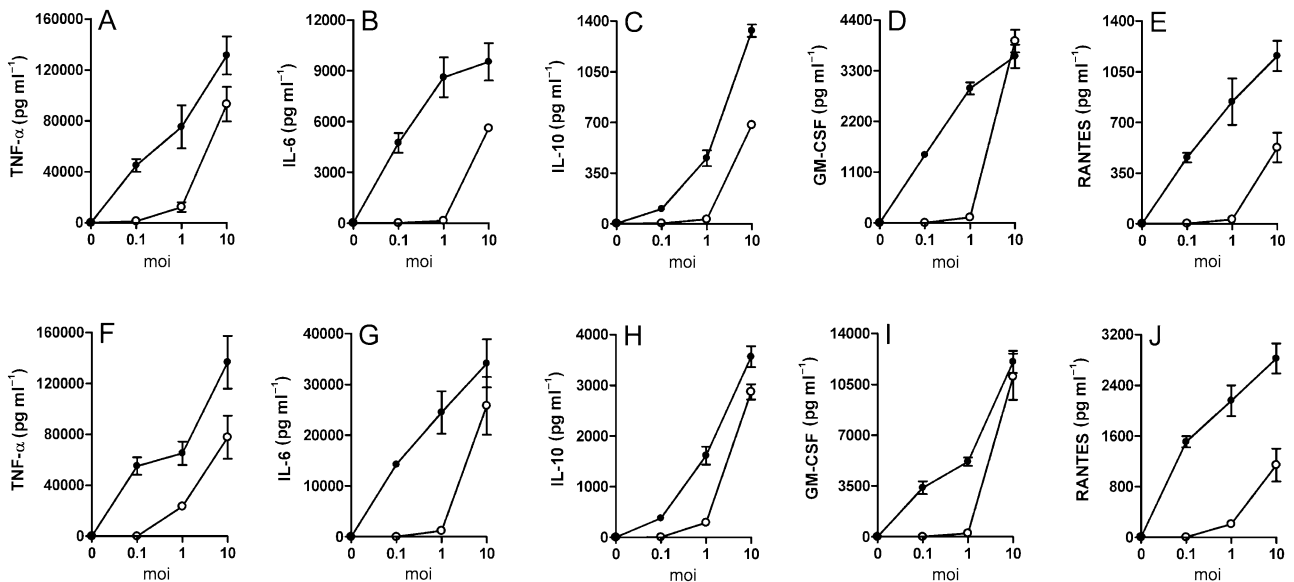 A
TNF-α (pg ml⁻¹)
160000
120000
80000
40000
0
0 0.1 1 10
moi
B
IL-6 (pg ml⁻¹)
12000
9000
6000
3000
0
0 0.1 1 10
moi
C
IL-10 (pg ml⁻¹)
1400
1050
700
350
0
0 0.1 1 10
moi
D
GM-CSF (pg ml⁻¹)
4400
3300
2200
1100
0
0 0.1 1 10
moi
E
RANTES (pg ml⁻¹)
1400
1050
700
350
0
0 0.1 1 10
moi
F
TNF-α (pg ml⁻¹)
160000
120000
80000
40000
0
0 0.1 1 10
moi
G
IL-6 (pg ml⁻¹)
40000
30000
20000
10000
0
0 0.1 1 10
moi
H
IL-10 (pg ml⁻¹)
4000
3000
2000
1000
0
0 0.1 1 10
moi
I
GM-CSF (pg ml⁻¹)
14000
10500
7000
3500
0
0 0.1 1 10
moi
J
RANTES (pg ml⁻¹)
3200
2400
1600
800
0
0 0.1 1 10
moi